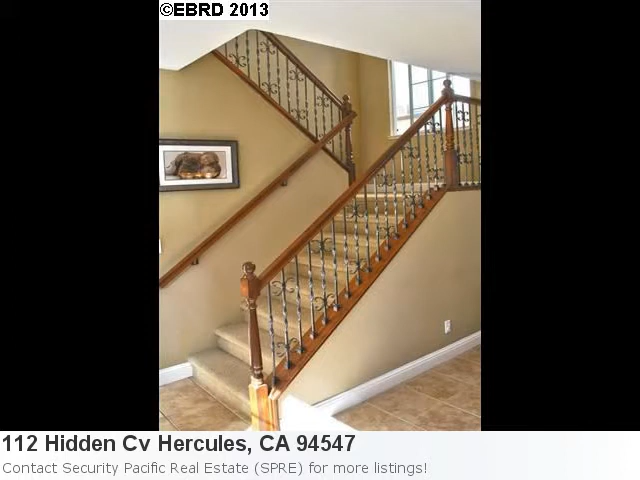 ©EBRD 2013
112 Hidden Cv Hercules, CA 94547
Contact Security Pacific Real Estate (SPRE) for more listings!